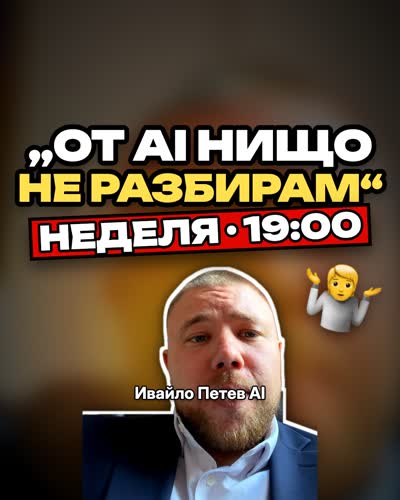 „ОТ AI НИЩО
НЕ РАЗБИРАМ“
НЕДЕЛЯ • 19:00
Ивайло Петев AI